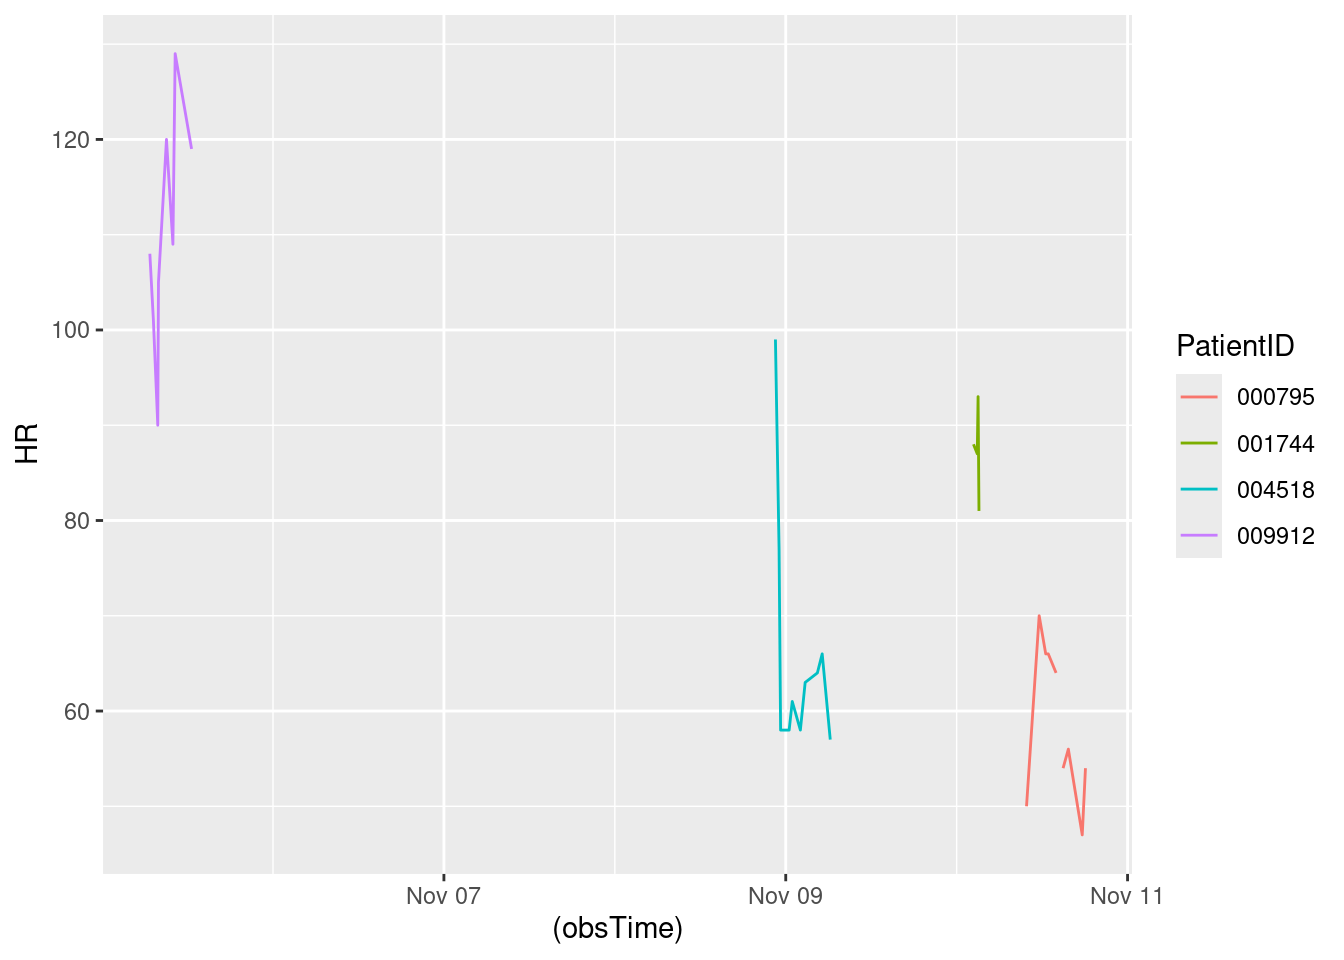 120
100
80
60
HR
Nov 07
Nov 09
Nov 11
(obsTime)
PatientID
000795
001744
004518
009912